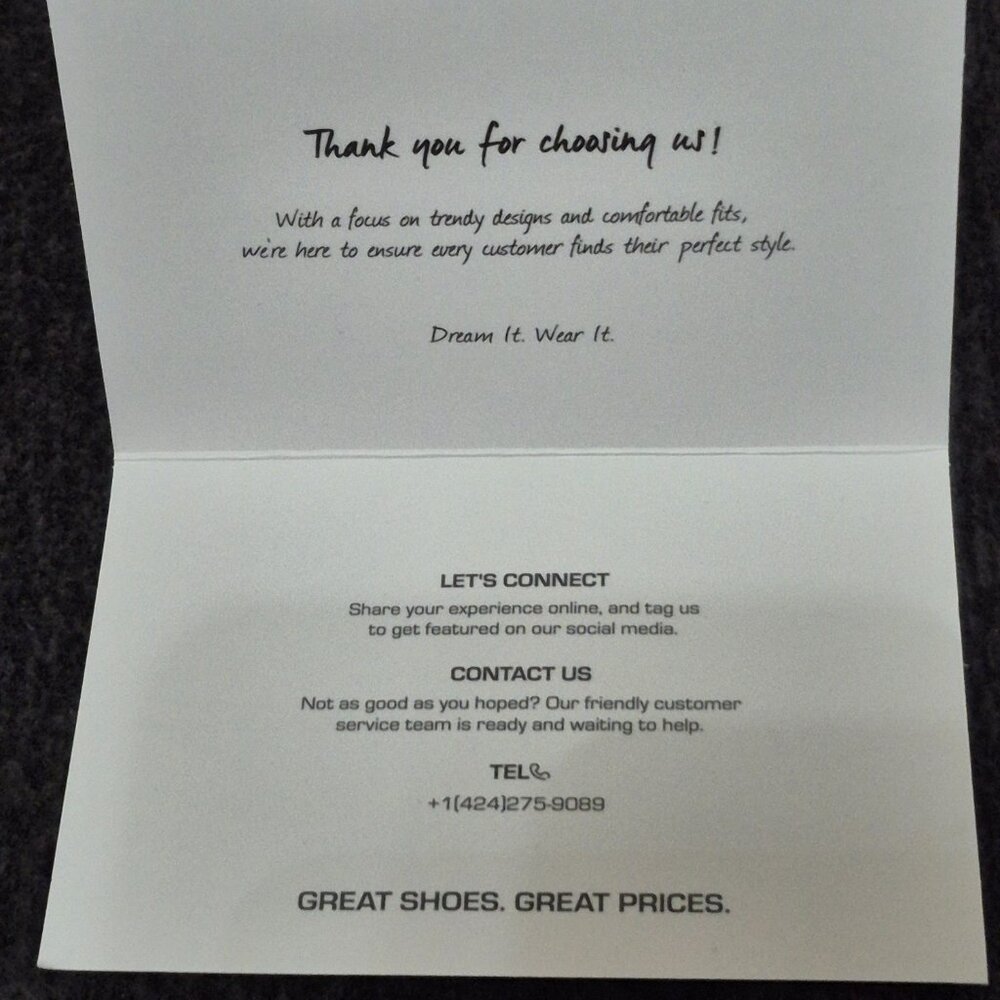 Thank you for choosing us!
With a focus on trendy designs and comfortable fits,
we're here to ensure every customer finds their perfect style.
Dream It. Wear It.
LET'S CONNECT
Share your experience online, and tag us
to get featured on our social media.
CONTACT US
Not as good as you hoped? Our friendly customer
service team is ready and waiting to help.
TEL
+1(424)275-9089
GREAT SHOES. GREAT PRICES.